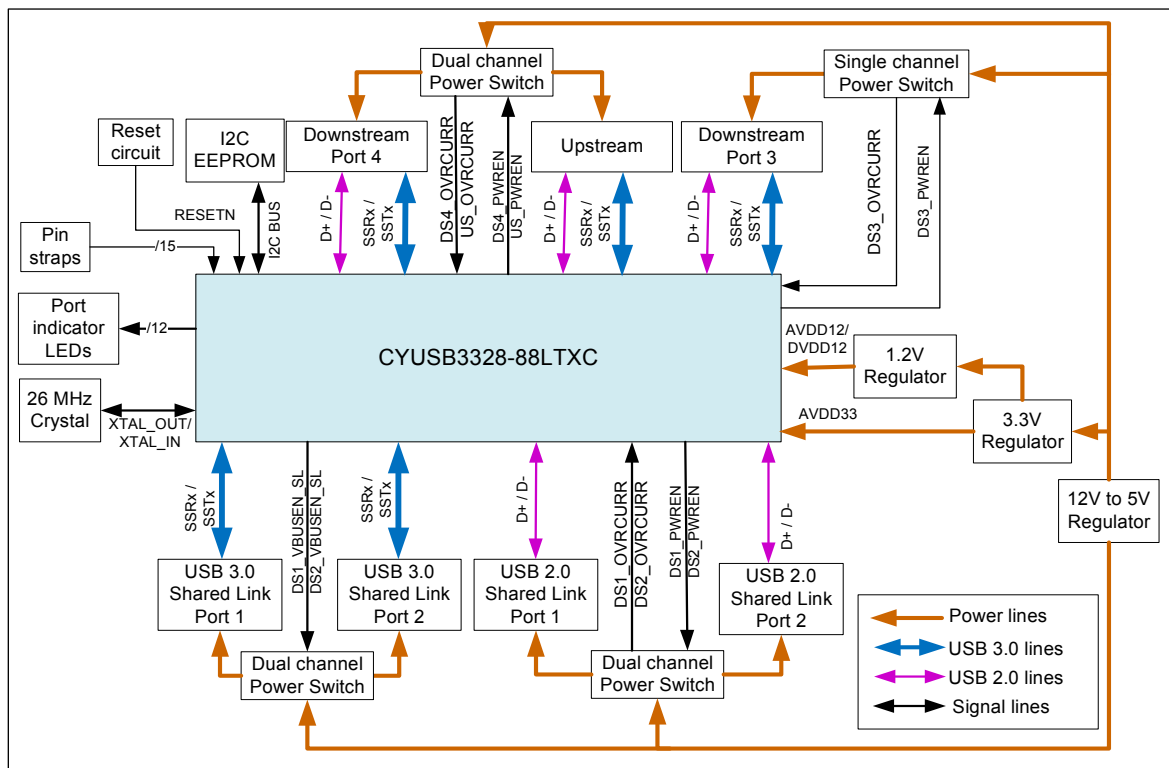 Dual channel
Power Switch
Single channel
Power Switch
Reset
circuit
I2C
EEPROM
Downstream
Port 4
DS4_OVRCURR
US_OVRCURR
DS4_PWREN
US_PWREN
Upstream
Downstream
Port 3
DS3_OVRCURR
DS3_PWREN
RESETN
I2C BUS
D+ / D-
SSRx /
SSTx
D+ / D-
SSRx /
SSTx
D+ / D-
SSRx /
SSTx
Pin
straps
/15
Port
indicator
LEDs
/12
CYUSB3328-88LTXC
AVDD12/
DVDD12
1.2V
Regulator
26 MHz
Crystal
XTAL_OUT/
XTAL_IN
AVDD33
3.3V
Regulator
12V to 5V
Regulator
SSRx /
SSTx
DS1_VBUSEN_SL
DS2_VBUSEN_SL
SSRx /
SSTx
D+ / D-
DS1_OVRCURR
DS2_OVRCURR
DS1_PWREN
DS2_PWREN
D+ / D-
USB 3.0
Shared Link
Port 1
USB 3.0
Shared Link
Port 2
USB 2.0
Shared Link
Port 1
USB 2.0
Shared Link
Port 2
Dual channel
Power Switch
Dual channel
Power Switch
Power lines
USB 3.0 lines
USB 2.0 lines
Signal lines